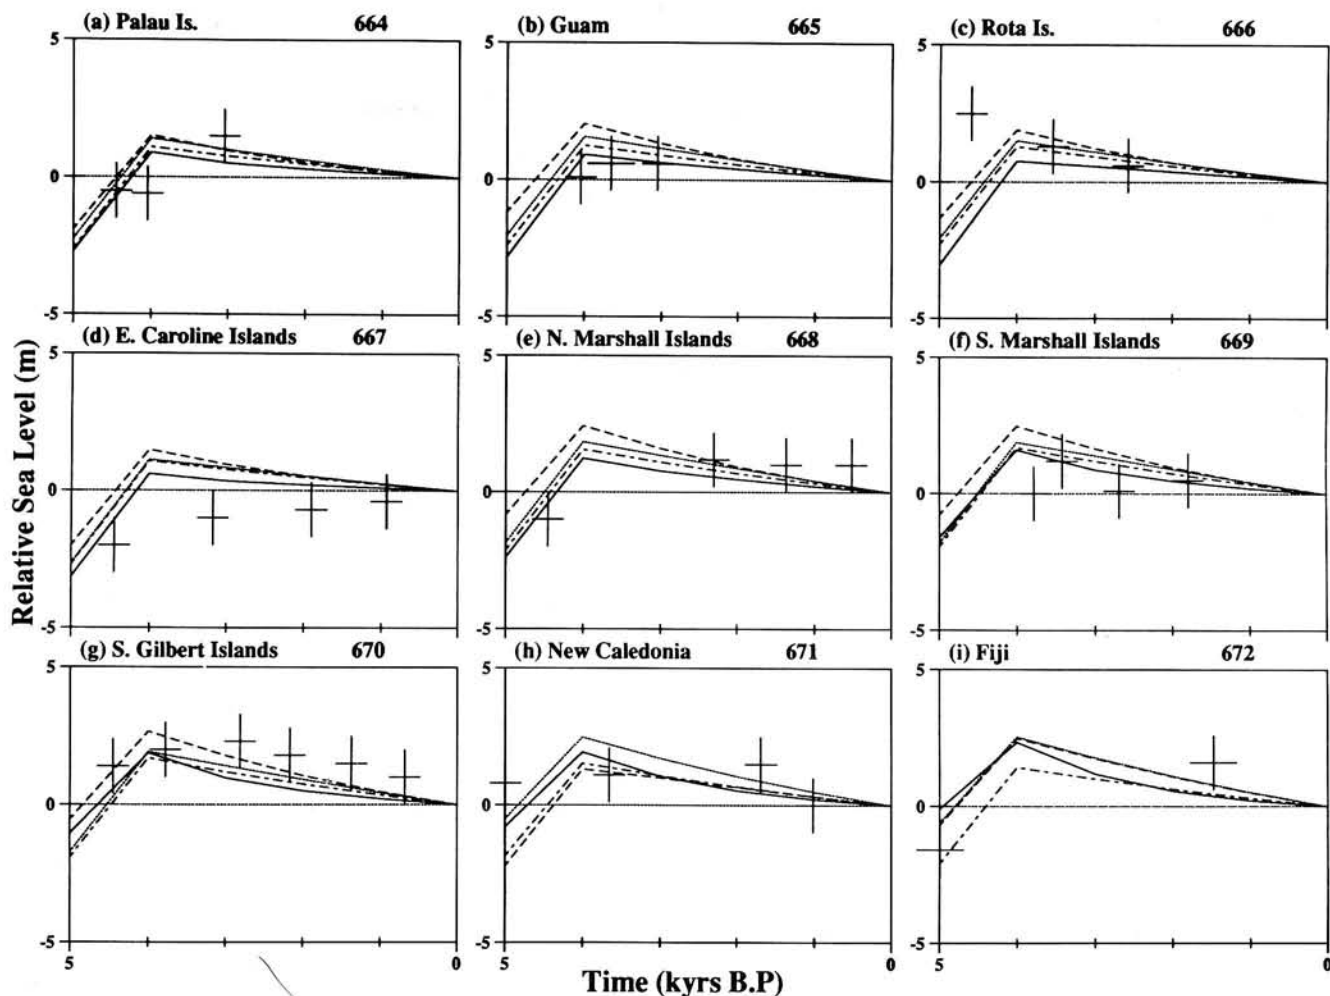 (a) Palau Is. 664
(b) Guam 665
(c) Rota Is. 666
5
0
-5
5
0
-5
5
0
-5
(d) E. Caroline Islands 667
(e) N. Marshall Islands 668
(f) S. Marshall Islands 669
5
0
-5
5
0
-5
5
0
-5
Relative Sea Level (m)
(g) S. Gilbert Islands 670
(h) New Caledonia 671
(i) Fiji 672
5
0
-5
5
0
-5
5
0
-5
5 0
5 0
5 0
Time (kyrs B.P)